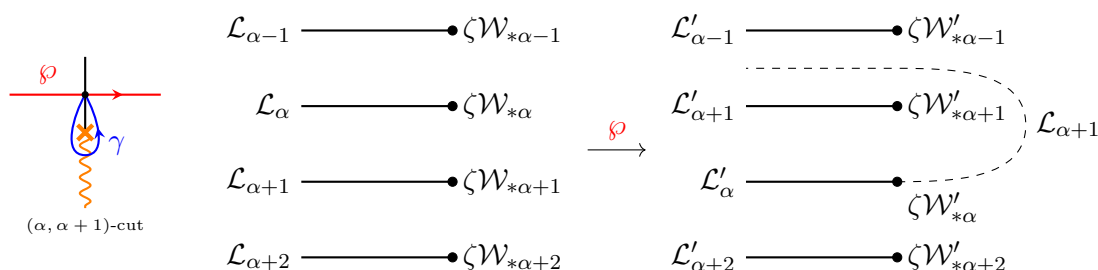 ℘
γ
(α, α + 1)-cut
ℒ_{α−1} ζ𝒲_{∗α−1}
ℒ_α ζ𝒲_{∗α}
ℒ_{α+1} ζ𝒲_{∗α+1}
ℒ_{α+2} ζ𝒲_{∗α+2}
℘
ℒ′_{α−1} ζ𝒲′_{∗α−1}
ℒ′_{α+1} ζ𝒲′_{∗α+1}
ℒ_{α+1}
ℒ′_α
ζ𝒲′_{∗α}
ℒ′_{α+2} ζ𝒲′_{∗α+2}